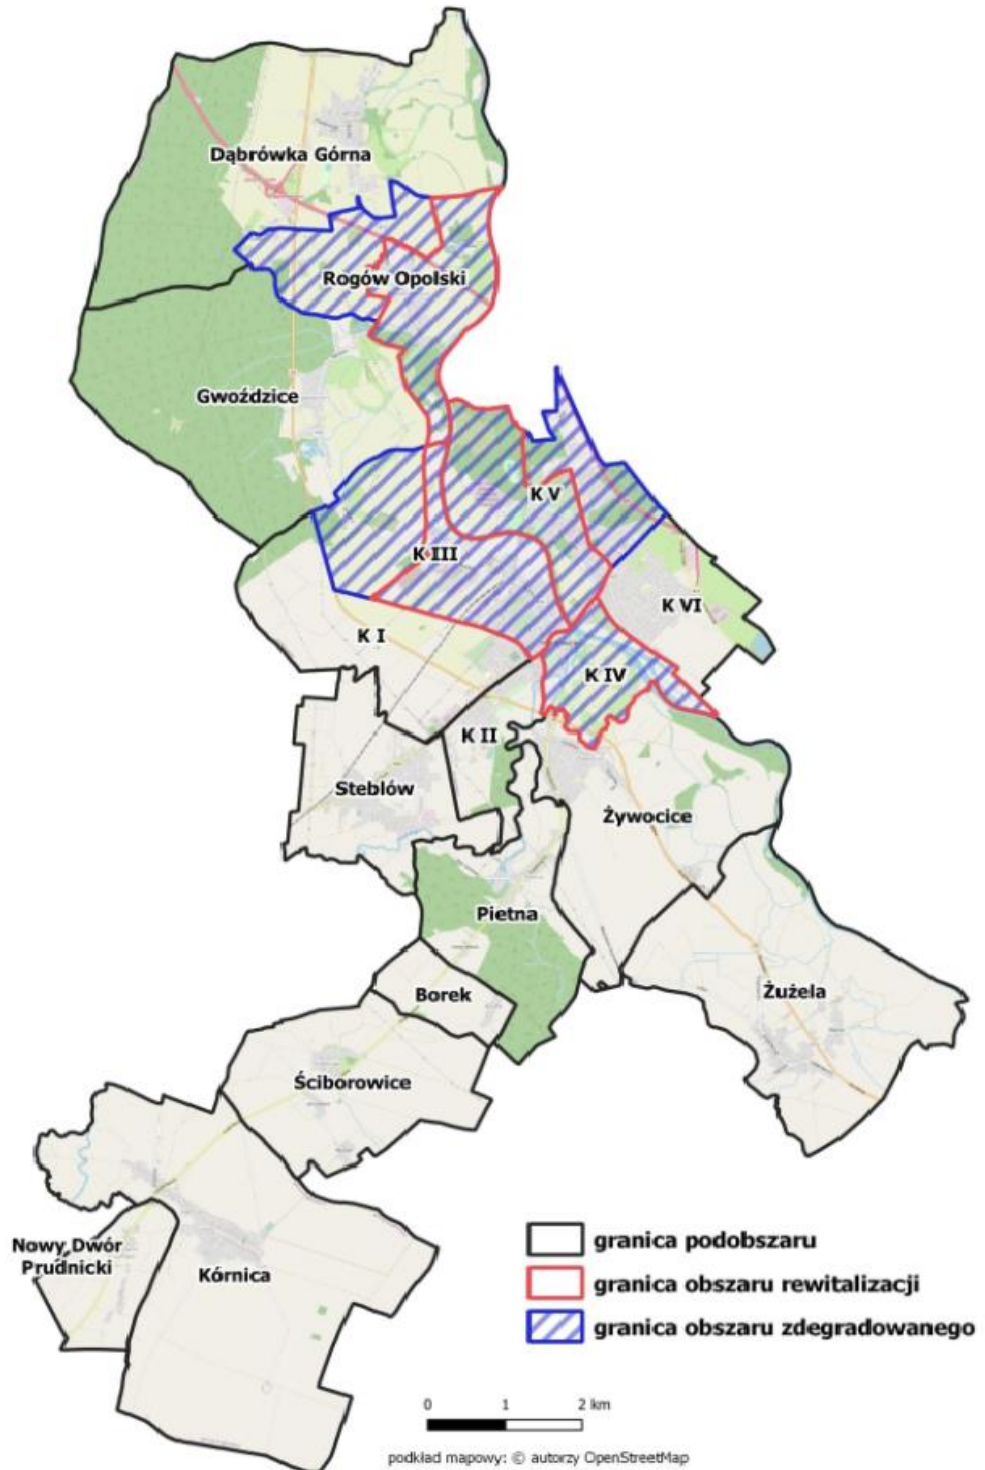 Dąbrówka Górna
Rogów Opolski
Gwoździce
K V
K III
K VI
K I
K IV
K II
Steblów
Żywocice
Pietna
Borek
Żużela
Ściborowice
Nowy Dwór
Prudnicki
Kórnica
granica podobszaru
granica obszaru rewitalizacji
granica obszaru zdegradowanego
0 1 2 km
podkład mapowy: © autorzy OpenStreetMap